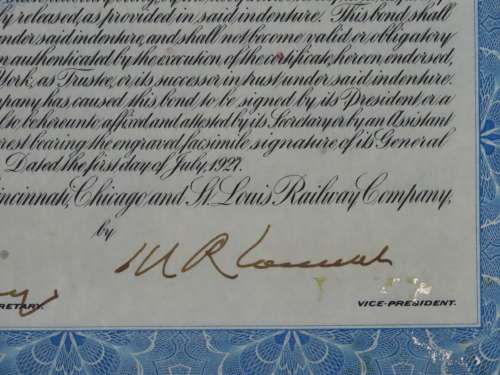 ly released, as provided in said indenture. This bond shall
nder said indenture, and shall not become valid or obligatory
n authenticated by the execution of the certificate, hereon endorsed,
York, as Trustee, or its successor in trust under said indenture.
mpany has caused this bond to be signed by its President or a
l to be hereunto affixed and attested by its Secretary or by an Assistant
erest bearing the engraved facsimile signature of its General
Dated the first day of July, 1927.
incinnati, Chicago and St. Louis Railway Company,
by
M R
RETARY.
VICE-PRESIDENT.